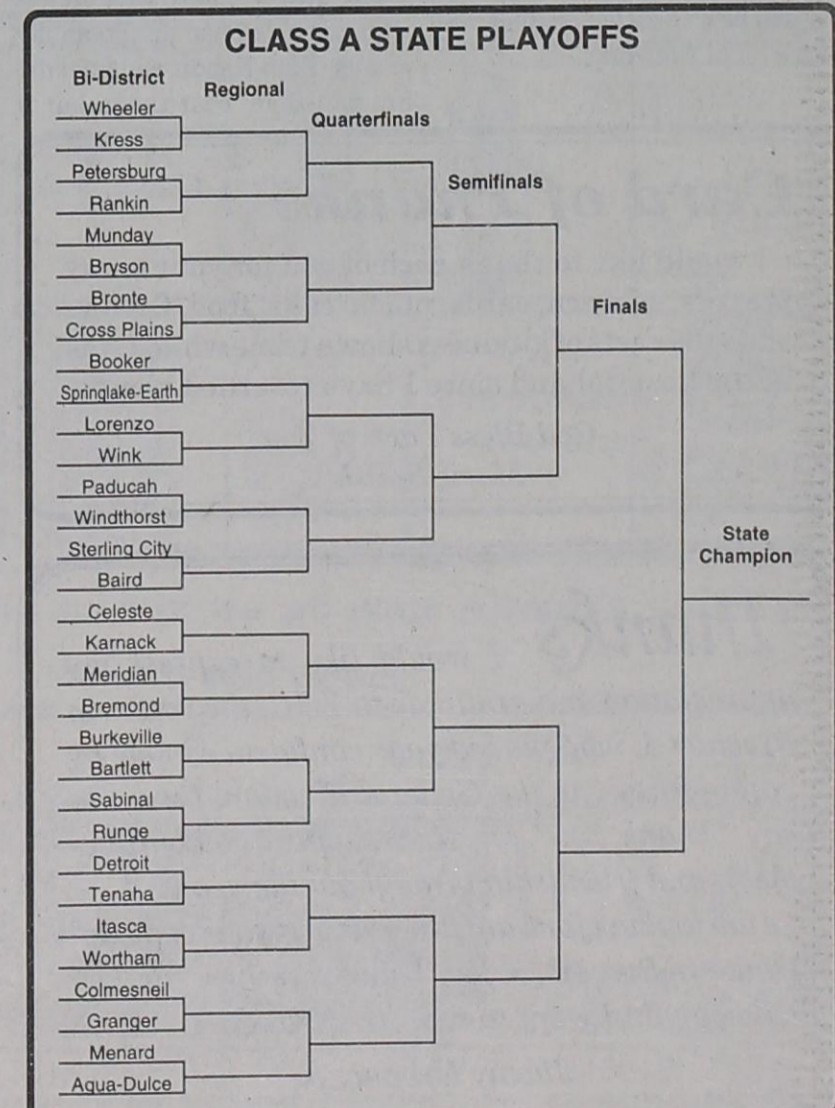 CLASS A STATE PLAYOFFS
Bi-District
Regional
Quarterfinals
Semifinals
Finals
State
Champion
Wheeler
Kress
Petersburg
Rankin
Munday
Bryson
Bronte
Cross Plains
Booker
Springlake-Earth
Lorenzo
Wink
Paducah
Windthorst
Sterling City
Baird
Celeste
Karnack
Meridian
Bremond
Burkeville
Bartlett
Sabinal
Runge
Detroit
Tenaha
Itasca
Wortham
Colmesneil
Granger
Menard
Aqua-Dulce